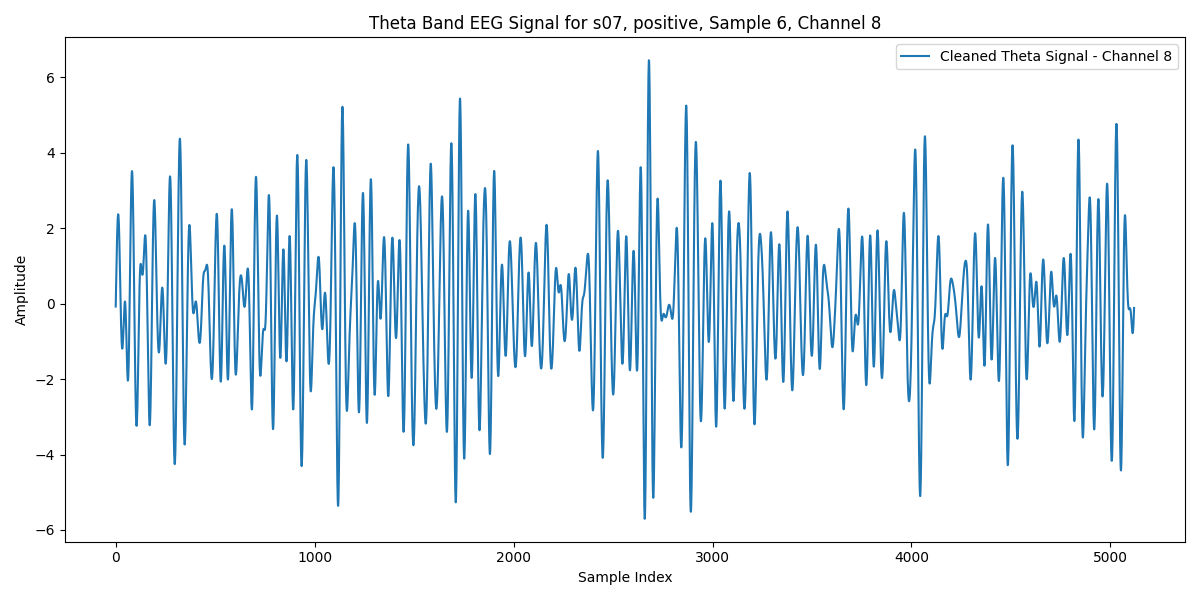 Theta Band EEG Signal for s07, positive, Sample 6, Channel 8
Cleaned Theta Signal - Channel 8
Amplitude
6
4
2
0
−2
−4
−6
0 1000 2000 3000 4000 5000
Sample Index